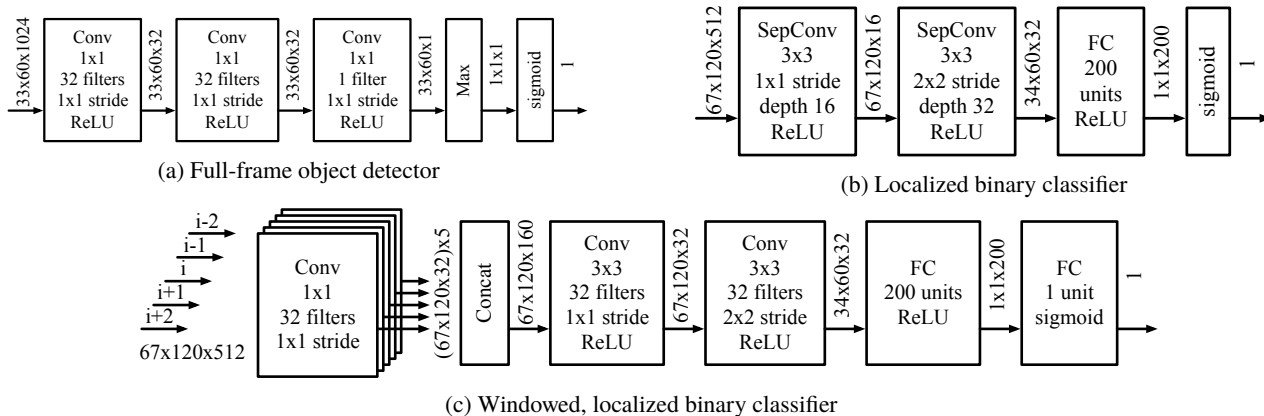 33x60x1024
Conv
1x1
32 filters
1x1 stride
ReLU
33x60x32
Conv
1x1
32 filters
1x1 stride
ReLU
33x60x32
Conv
1x1
1 filter
1x1 stride
ReLU
33x60x1
Max
1x1x1
sigmoid
1
(a) Full-frame object detector
67x120x512
SepConv
3x3
1x1 stride
depth 16
ReLU
67x120x16
SepConv
3x3
2x2 stride
depth 32
ReLU
34x60x32
FC
200
units
ReLU
1x1x200
sigmoid
1
(b) Localized binary classifier
i-2
i-1
i
i+1
i+2
67x120x512
Conv
1x1
32 filters
1x1 stride
(67x120x32)x5
Concat
67x120x160
Conv
3x3
32 filters
1x1 stride
ReLU
67x120x32
Conv
3x3
32 filters
2x2 stride
ReLU
34x60x32
FC
200 units
ReLU
1x1x200
FC
1 unit
sigmoid
1
(c) Windowed, localized binary classifier